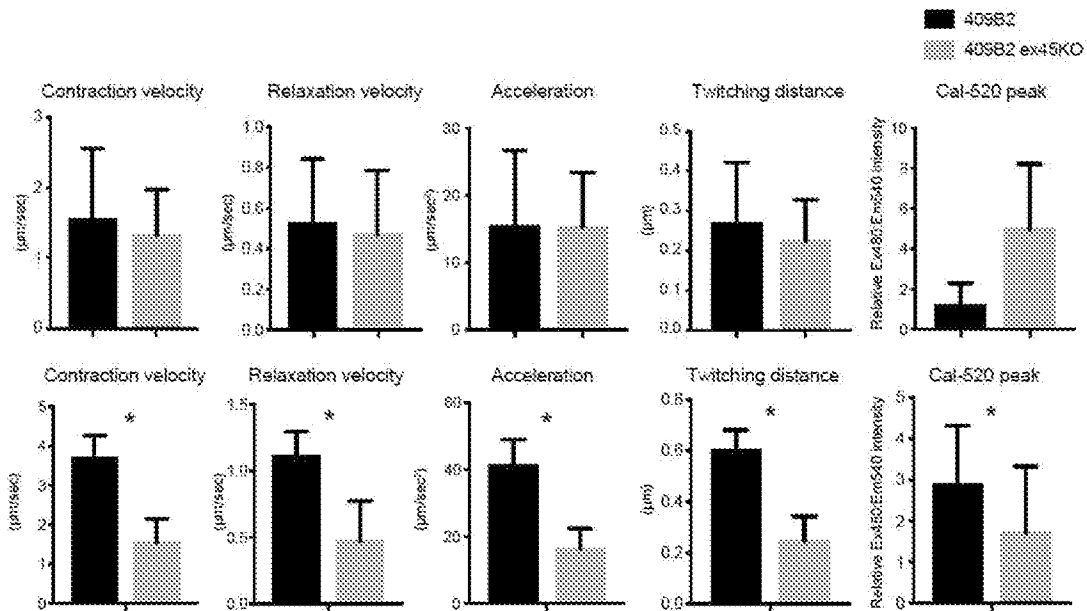 409B2
409B2 ex45KO
Contraction velocity
Relaxation velocity
Acceleration
Twitching distance
Cal-520 peak
(μm/sec)
3
2
1
0
(μm/sec)
1.0
0.8
0.6
0.4
0.2
0.0
(μm/sec²)
30
20
10
0
(μm)
0.4
0.3
0.2
0.1
0.0
Relative Ex480:Em540 intensity
10
8
6
4
2
0
Contraction velocity
Relaxation velocity
Acceleration
Twitching distance
Cal-520 peak
(μm/sec)
5
4
3
2
1
0
*
(μm/sec)
1.5
1.0
0.5
0.0
*
(μm/sec²)
60
40
20
0
*
(μm)
0.8
0.6
0.4
0.2
0.0
*
Relative Ex480:Em540 intensity
5
4
3
2
1
0
*